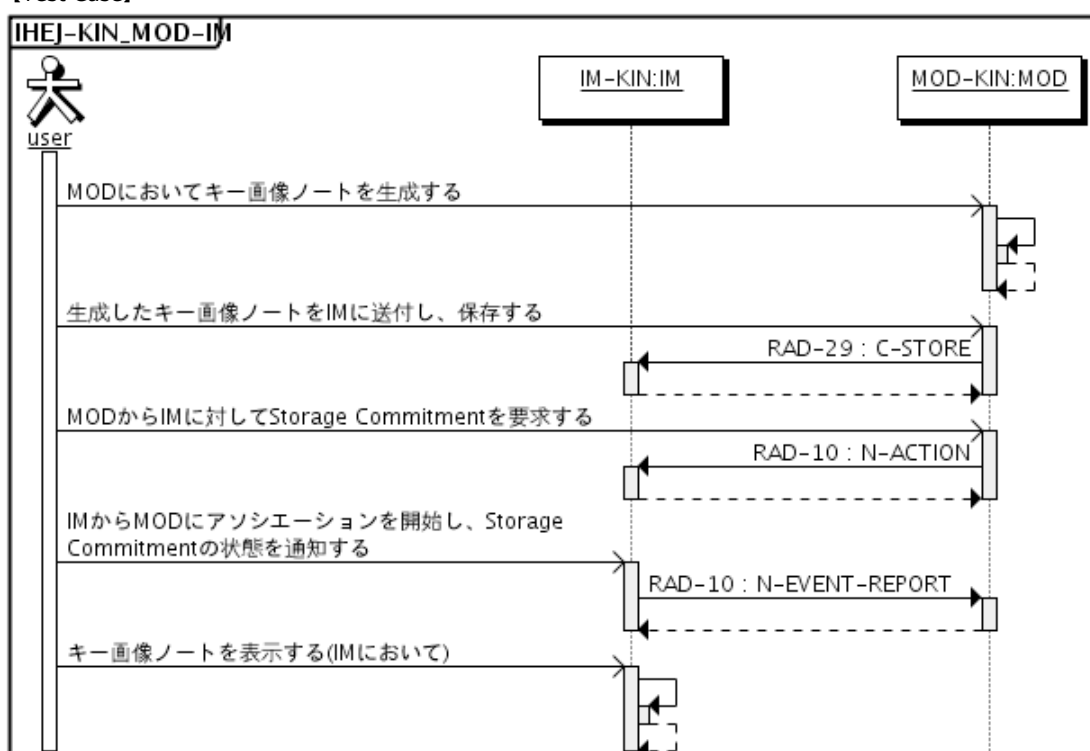 【Test Case】
IHEJ-KIN_MOD-IM
IM-KIN:IM
MOD-KIN:MOD
user
MODにおいてキー画像ノートを生成する
生成したキー画像ノートをIMに送付し、保存する
RAD-29 : C-STORE
MODからIMに対してStorage Commitmentを要求する
RAD-10 : N-ACTION
IMからMODにアソシエーションを開始し、Storage
Commitmentの状態を通知する
RAD-10 : N-EVENT-REPORT
キー画像ノートを表示する(IMにおいて)